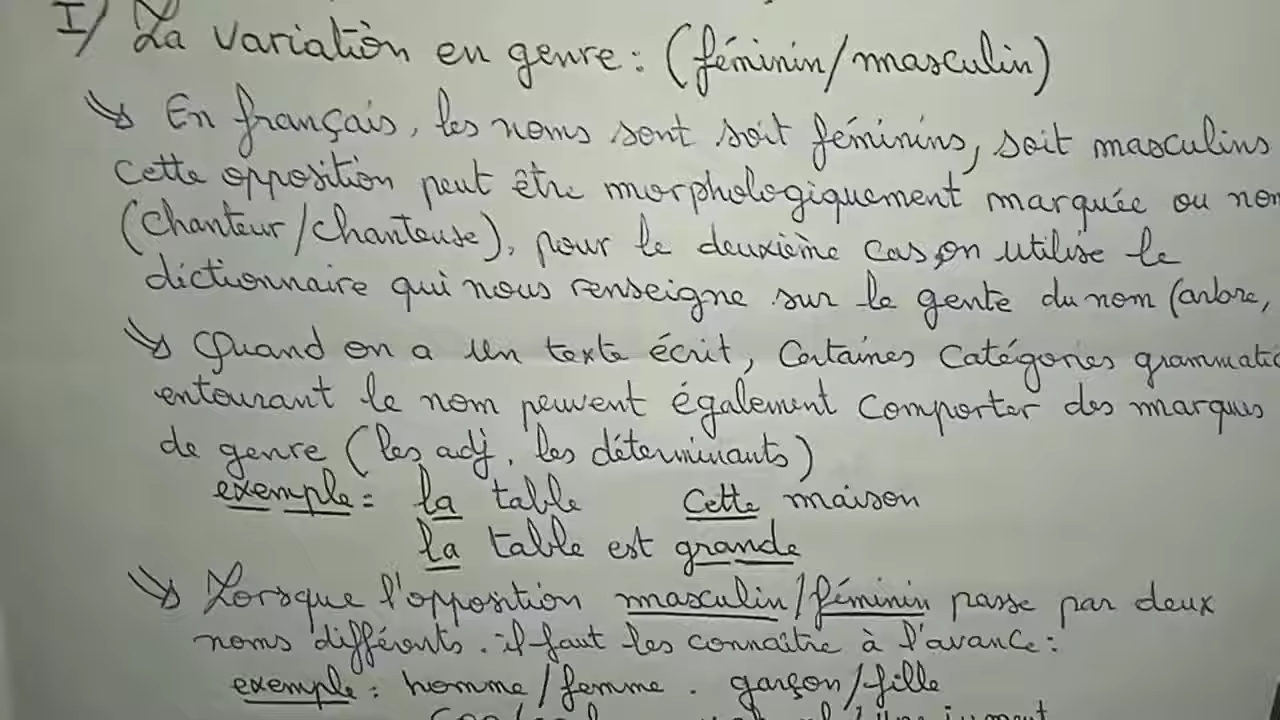 I/ La variation en genre : (féminin/masculin)
↘ En français, les noms sont soit féminins, soit masculins
cette opposition peut être morphologiquement marquée ou non
(chanteur/chanteuse), pour le deuxième cas, on utilise le
dictionnaire qui nous renseigne sur le gente du nom (arbre,
↘ Quand on a un texte écrit, Certaines catégories grammatic
entourant le nom peuvent également comporter des marques
de genre (les adj, les déterminants)
exemple = la table cette maison
la table est grande
↘ Lorsque l'opposition masculin/féminin passe par deux
noms différents. il faut les connaître à l'avance :
exemple : homme/femme. garçon/fille